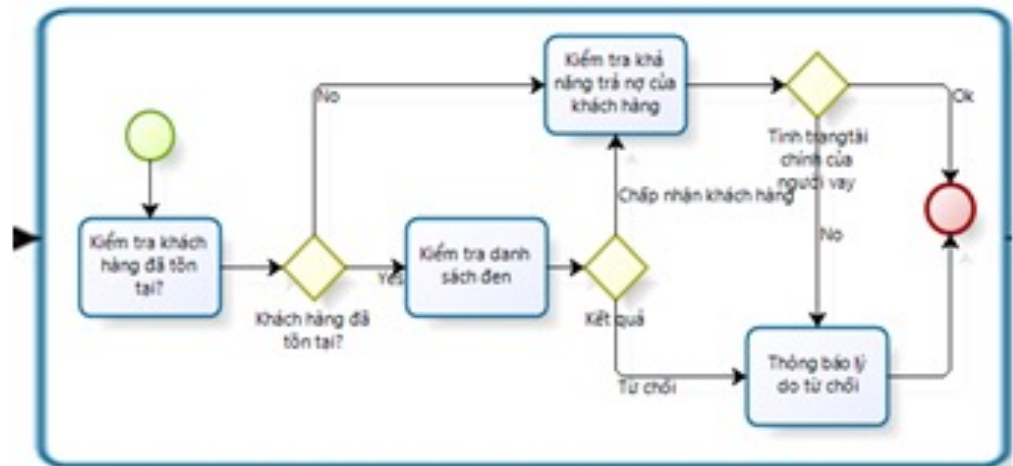 Kiểm tra khả
năng trả nợ của
khách hàng
No
Ok
Tình trạng tài
chính của
người vay
Chấp nhận khách hàng
Kiểm tra khách
hàng đã tồn
tại?
Kiểm tra danh
sách đen
No
Yes
Khách hàng đã
tồn tại?
Kết quả
Thông báo lý
do từ chối
Từ chối